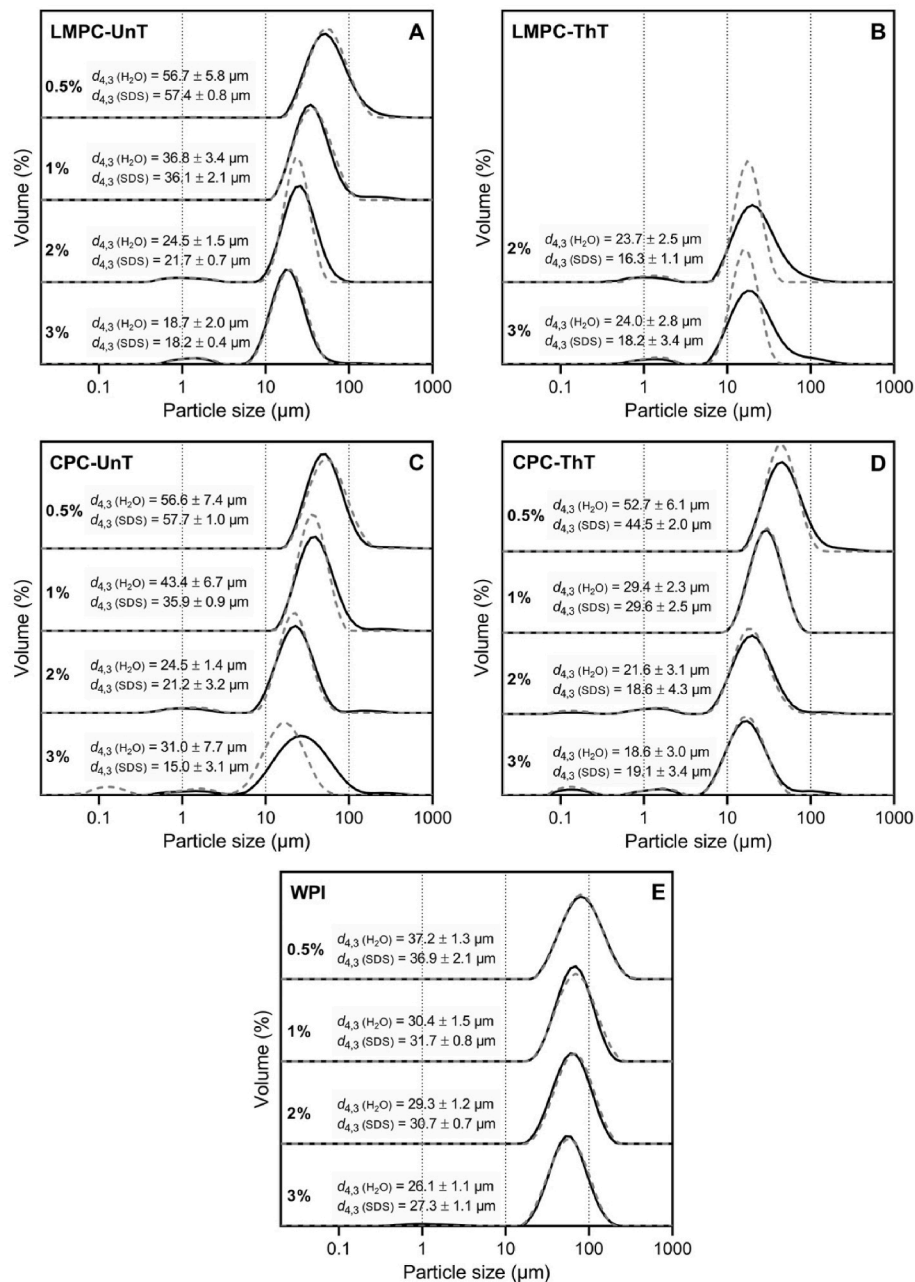 LMPC-UnT
A
0.5%
d4,3 (H2O) = 56.7 ± 5.8 µm
d4,3 (SDS) = 57.4 ± 0.8 µm
1%
d4,3 (H2O) = 36.8 ± 3.4 µm
d4,3 (SDS) = 36.1 ± 2.1 µm
2%
d4,3 (H2O) = 24.5 ± 1.5 µm
d4,3 (SDS) = 21.7 ± 0.7 µm
3%
d4,3 (H2O) = 18.7 ± 2.0 µm
d4,3 (SDS) = 18.2 ± 0.4 µm
Volume (%)
0.1 1 10 100 1000
Particle size (µm)
LMPC-ThT
B
2%
d4,3 (H2O) = 23.7 ± 2.5 µm
d4,3 (SDS) = 16.3 ± 1.1 µm
3%
d4,3 (H2O) = 24.0 ± 2.8 µm
d4,3 (SDS) = 18.2 ± 3.4 µm
Volume (%)
0.1 1 10 100 1000
Particle size (µm)
CPC-UnT
C
0.5%
d4,3 (H2O) = 56.6 ± 7.4 µm
d4,3 (SDS) = 57.7 ± 1.0 µm
1%
d4,3 (H2O) = 43.4 ± 6.7 µm
d4,3 (SDS) = 35.9 ± 0.9 µm
2%
d4,3 (H2O) = 24.5 ± 1.4 µm
d4,3 (SDS) = 21.2 ± 3.2 µm
3%
d4,3 (H2O) = 31.0 ± 7.7 µm
d4,3 (SDS) = 15.0 ± 3.1 µm
Volume (%)
0.1 1 10 100 1000
Particle size (µm)
CPC-ThT
D
0.5%
d4,3 (H2O) = 52.7 ± 6.1 µm
d4,3 (SDS) = 44.5 ± 2.0 µm
1%
d4,3 (H2O) = 29.4 ± 2.3 µm
d4,3 (SDS) = 29.6 ± 2.5 µm
2%
d4,3 (H2O) = 21.6 ± 3.1 µm
d4,3 (SDS) = 18.6 ± 4.3 µm
3%
d4,3 (H2O) = 18.6 ± 3.0 µm
d4,3 (SDS) = 19.1 ± 3.4 µm
Volume (%)
0.1 1 10 100 1000
Particle size (µm)
WPI
E
0.5%
d4,3 (H2O) = 37.2 ± 1.3 µm
d4,3 (SDS) = 36.9 ± 2.1 µm
1%
d4,3 (H2O) = 30.4 ± 1.5 µm
d4,3 (SDS) = 31.7 ± 0.8 µm
2%
d4,3 (H2O) = 29.3 ± 1.2 µm
d4,3 (SDS) = 30.7 ± 0.7 µm
3%
d4,3 (H2O) = 26.1 ± 1.1 µm
d4,3 (SDS) = 27.3 ± 1.1 µm
Volume (%)
0.1 1 10 100 1000
Particle size (µm)